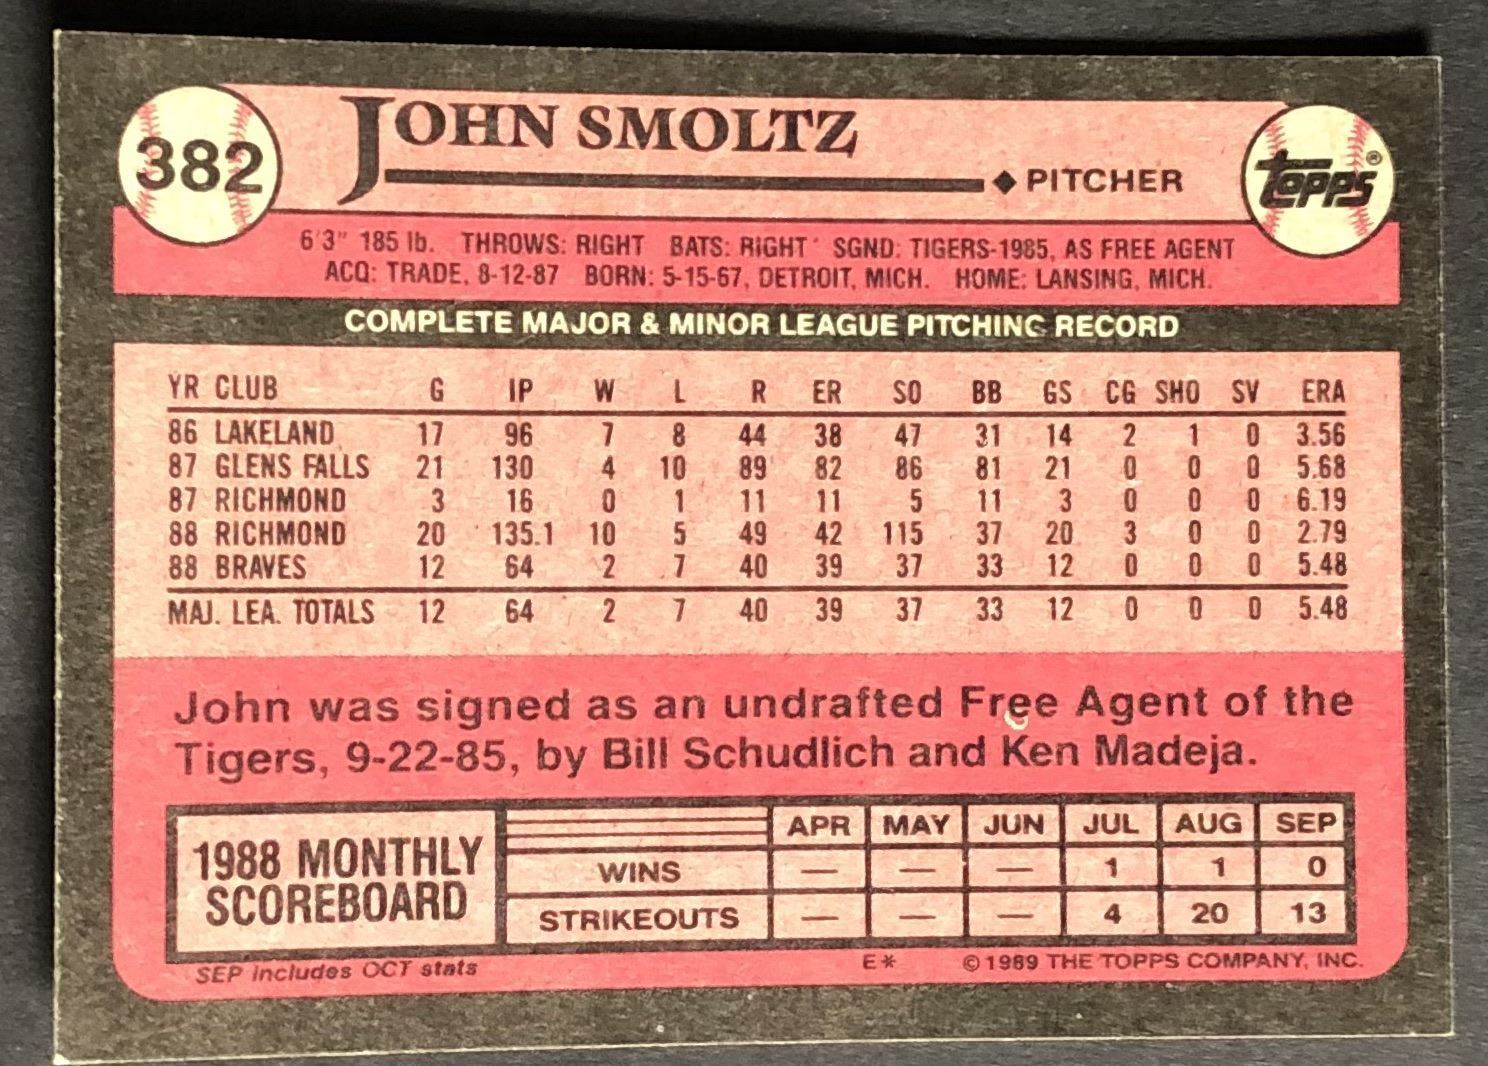 382
JOHN SMOLTZ
◆ PITCHER
topps®
6'3" 185 lb. THROWS: RIGHT BATS: RIGHT SGND: TIGERS-1985, AS FREE AGENT
ACQ: TRADE, 8-12-87 BORN: 5-15-67, DETROIT, MICH. HOME: LANSING, MICH.
COMPLETE MAJOR & MINOR LEAGUE PITCHING RECORD
YR CLUB G IP W L R ER SO BB GS CG SHO SV ERA
86 LAKELAND 17 96 7 8 44 38 47 31 14 2 1 0 3.56
87 GLENS FALLS 21 130 4 10 89 82 86 81 21 0 0 0 5.68
87 RICHMOND 3 16 0 1 11 11 5 11 3 0 0 0 6.19
88 RICHMOND 20 135.1 10 5 49 42 115 37 20 3 0 0 2.79
88 BRAVES 12 64 2 7 40 39 37 33 12 0 0 0 5.48
MAJ. LEA. TOTALS 12 64 2 7 40 39 37 33 12 0 0 0 5.48
John was signed as an undrafted Free Agent of the
Tigers, 9-22-85, by Bill Schudlich and Ken Madeja.
1988 MONTHLY
SCOREBOARD
APR MAY JUN JUL AUG SEP
WINS — — — 1 1 0
STRIKEOUTS — — — 4 20 13
SEP includes OCT stats
E* ©1989 THE TOPPS COMPANY, INC.